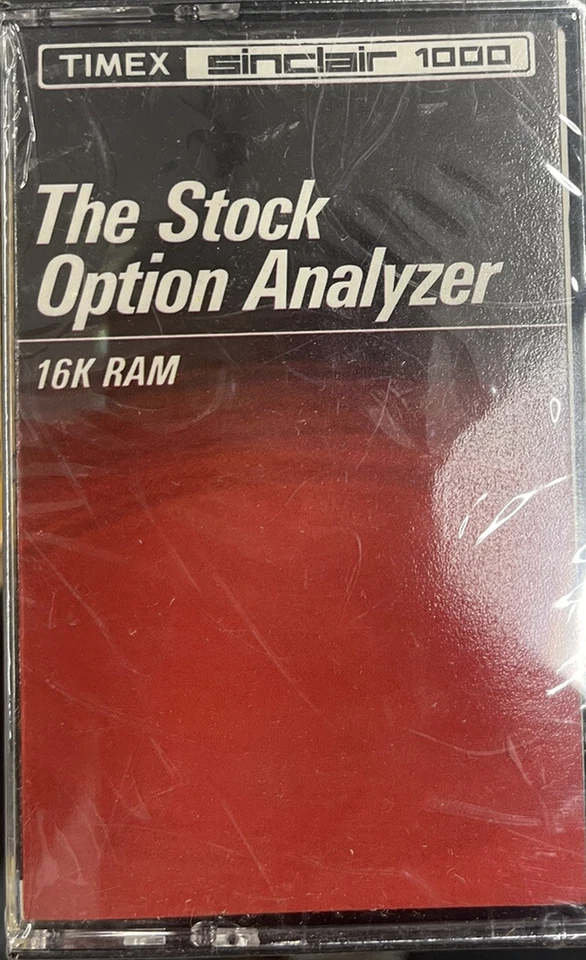 TIMEX sinclair 1000
The Stock
Option Analyzer
16K RAM